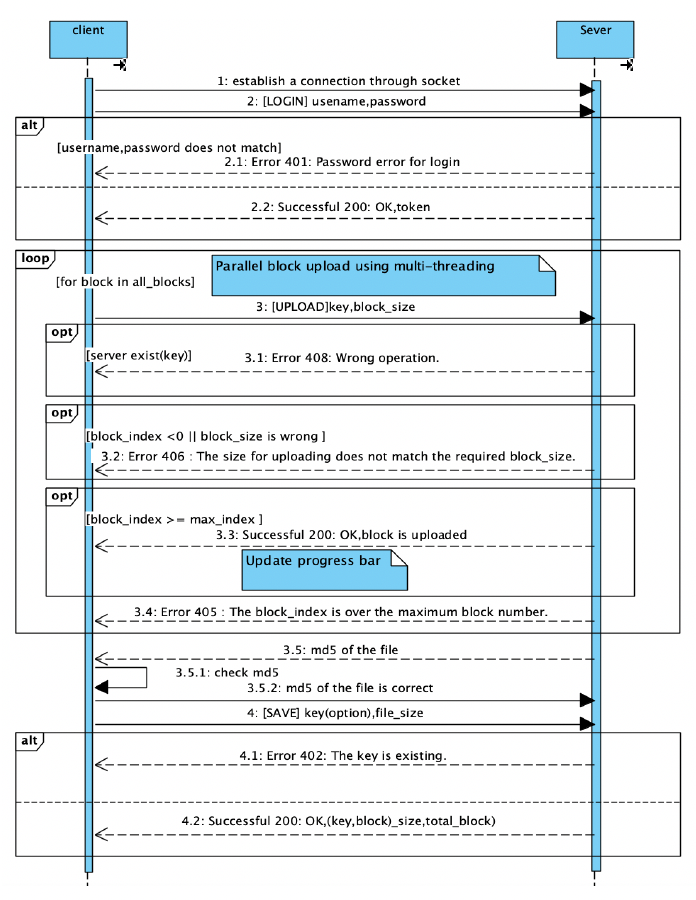 client
Sever
1: establish a connection through socket
2: [LOGIN] usename,password
alt
[username,password does not match]
2.1: Error 401: Password error for login
2.2: Successful 200: OK,token
loop
Parallel block upload using multi-threading
[for block in all_blocks]
3: [UPLOAD]key,block_size
opt
[server exist(key)]
3.1: Error 408: Wrong operation.
opt
[block_index <0 || block_size is wrong ]
3.2: Error 406 : The size for uploading does not match the required block_size.
opt
[block_index >= max_index ]
3.3: Successful 200: OK,block is uploaded
Update progress bar
3.4: Error 405 : The block_index is over the maximum block number.
3.5: md5 of the file
3.5.1: check md5
3.5.2: md5 of the file is correct
4: [SAVE] key(option),file_size
alt
4.1: Error 402: The key is existing.
4.2: Successful 200: OK,(key,block)_size,total_block)